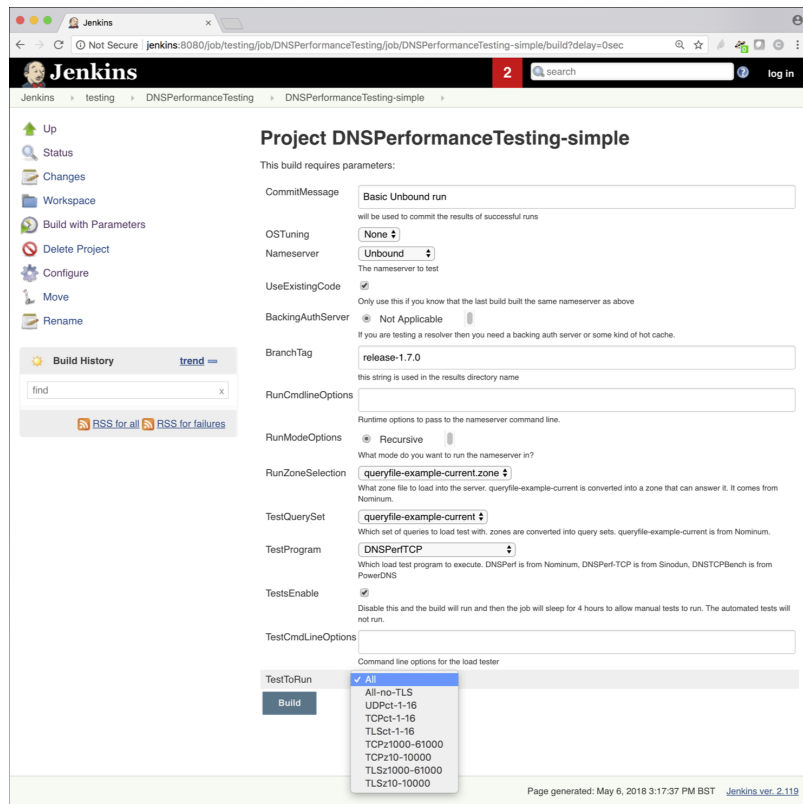 Jenkins
Not Secure jenkins:8080/job/testing/job/DNSPerformanceTesting/job/DNSPerformanceTesting-simple/build?delay=0sec
Jenkins 2 search log in
Jenkins testing DNSPerformanceTesting DNSPerformanceTesting-simple
Up
Status
Changes
Workspace
Build with Parameters
Delete Project
Configure
Move
Rename
Build History trend
find x
RSS for all RSS for failures
Project DNSPerformanceTesting-simple
This build requires parameters:
CommitMessage Basic Unbound run
will be used to commit the results of successful runs
OSTuning None
Nameserver Unbound
The nameserver to test
UseExistingCode
Only use this if you know that the last build built the same nameserver as above
BackingAuthServer Not Applicable
If you are testing a resolver then you need a backing auth server or some kind of hot cache.
BranchTag release-1.7.0
this string is used in the results directory name
RunCmdlineOptions
Runtime options to pass to the nameserver command line.
RunModeOptions Recursive
What mode do you want to run the nameserver in?
RunZoneSelection queryfile-example-current.zone
What zone file to load into the server. queryfile-example-current is converted into a zone that can answer it. It comes from
Nominum.
TestQuerySet queryfile-example-current
Which set of queries to load test with. zones are converted into query sets. queryfile-example-current is from Nominum.
TestProgram DNSPerfTCP
Which load test program to execute. DNSPerf is from Nominum, DNSPerf-TCP is from Sinodun, DNSTCPBench is from
PowerDNS
TestsEnable
Disable this and the build will run and then the job will sleep for 4 hours to allow manual tests to run. The automated tests will
not run.
TestCmdLineOptions
Command line options for the load tester
TestToRun All
All-no-TLS
UDPct-1-16
TCPct-1-16
TLSct-1-16
TCPz1000-61000
TCPz10-10000
TLSz1000-61000
TLSz10-10000
Build
Page generated: May 6, 2018 3:17:37 PM BST Jenkins ver. 2.119